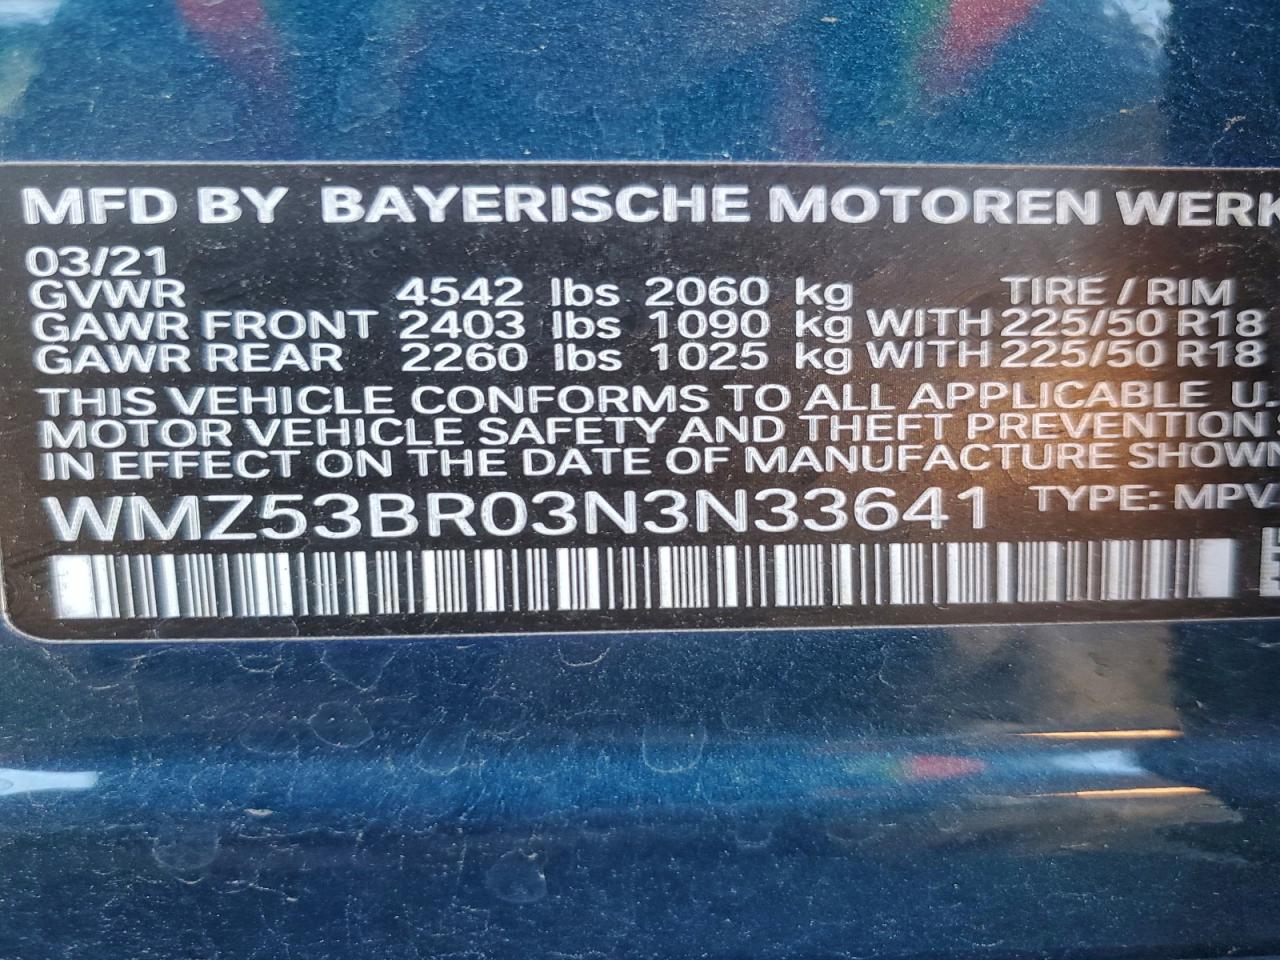 MFD BY BAYERISCHE MOTOREN WERK
03/21
GVWR 4542 lbs 2060 kg TIRE / RIM
GAWR FRONT 2403 lbs 1090 kg WITH 225/50 R18
GAWR REAR 2260 lbs 1025 kg WITH 225/50 R18
THIS VEHICLE CONFORMS TO ALL APPLICABLE U.
MOTOR VEHICLE SAFETY AND THEFT PREVENTION S
IN EFFECT ON THE DATE OF MANUFACTURE SHOWN
WMZ53BR03N3N33641 TYPE: MPV